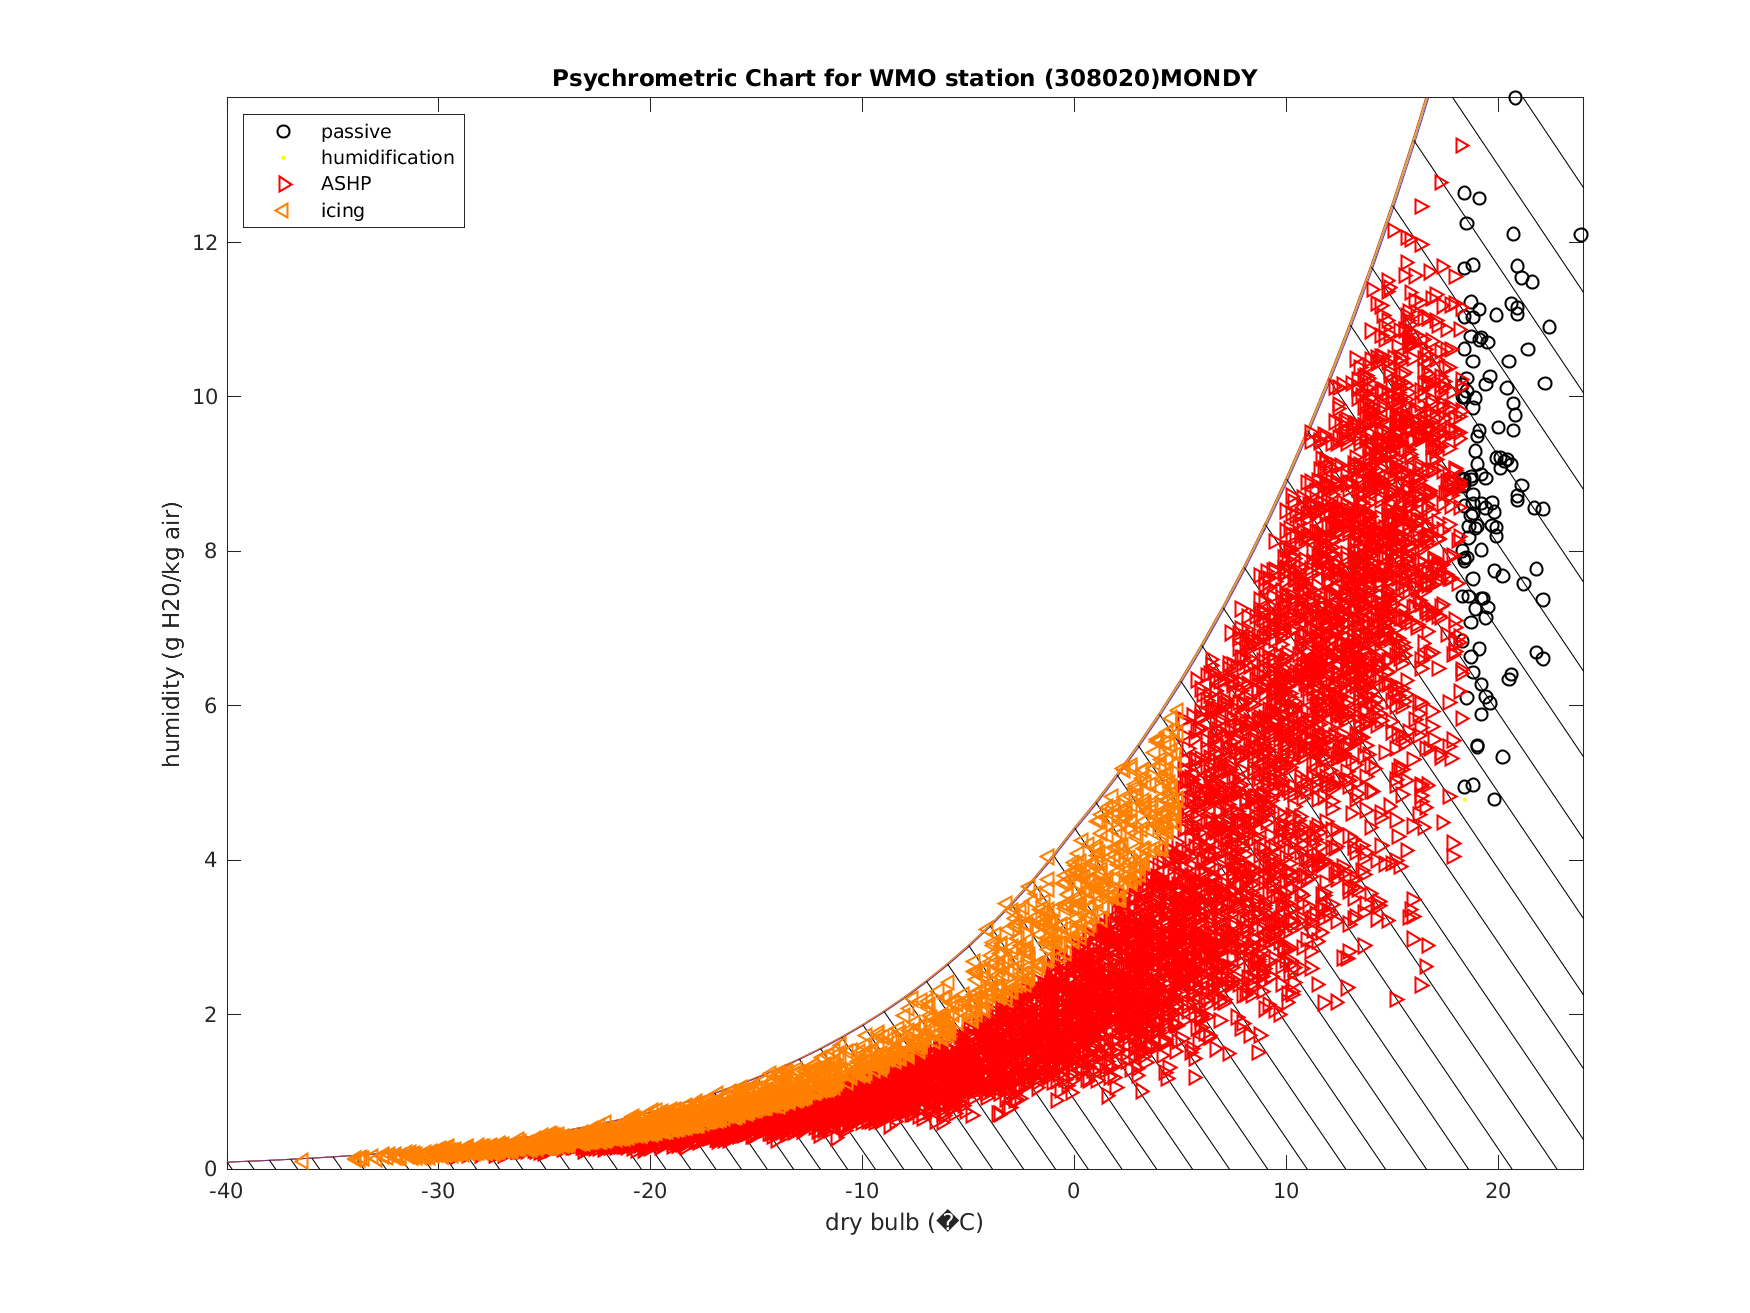 Psychrometric Chart for WMO station (308020)MONDY
passive
humidification
ASHP
icing
humidity (g H20/kg air)
12
10
8
6
4
2
0
-40 -30 -20 -10 0 10 20
dry bulb (�C)